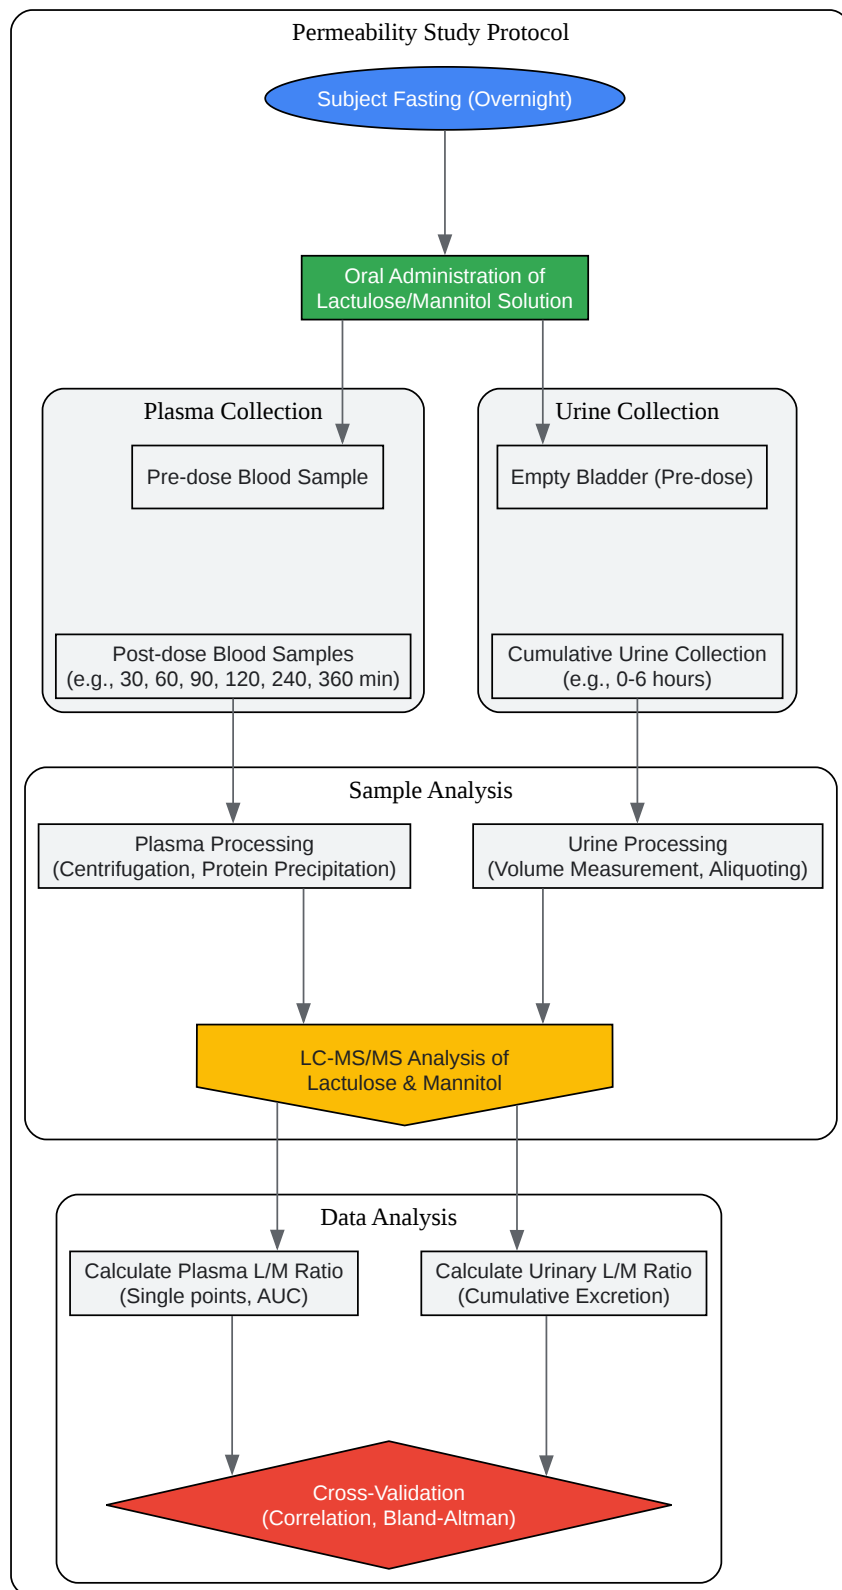 Permeability Study Protocol
Subject Fasting (Overnight)
Oral Administration of
Lactulose/Mannitol Solution
Plasma Collection
Urine Collection
Pre-dose Blood Sample
Empty Bladder (Pre-dose)
Post-dose Blood Samples
(e.g., 30, 60, 90, 120, 240, 360 min)
Cumulative Urine Collection
(e.g., 0-6 hours)
Sample Analysis
Plasma Processing
(Centrifugation, Protein Precipitation)
Urine Processing
(Volume Measurement, Aliquoting)
LC-MS/MS Analysis of
Lactulose & Mannitol
Data Analysis
Calculate Plasma L/M Ratio
(Single points, AUC)
Calculate Urinary L/M Ratio
(Cumulative Excretion)
Cross-Validation
(Correlation, Bland-Altman)